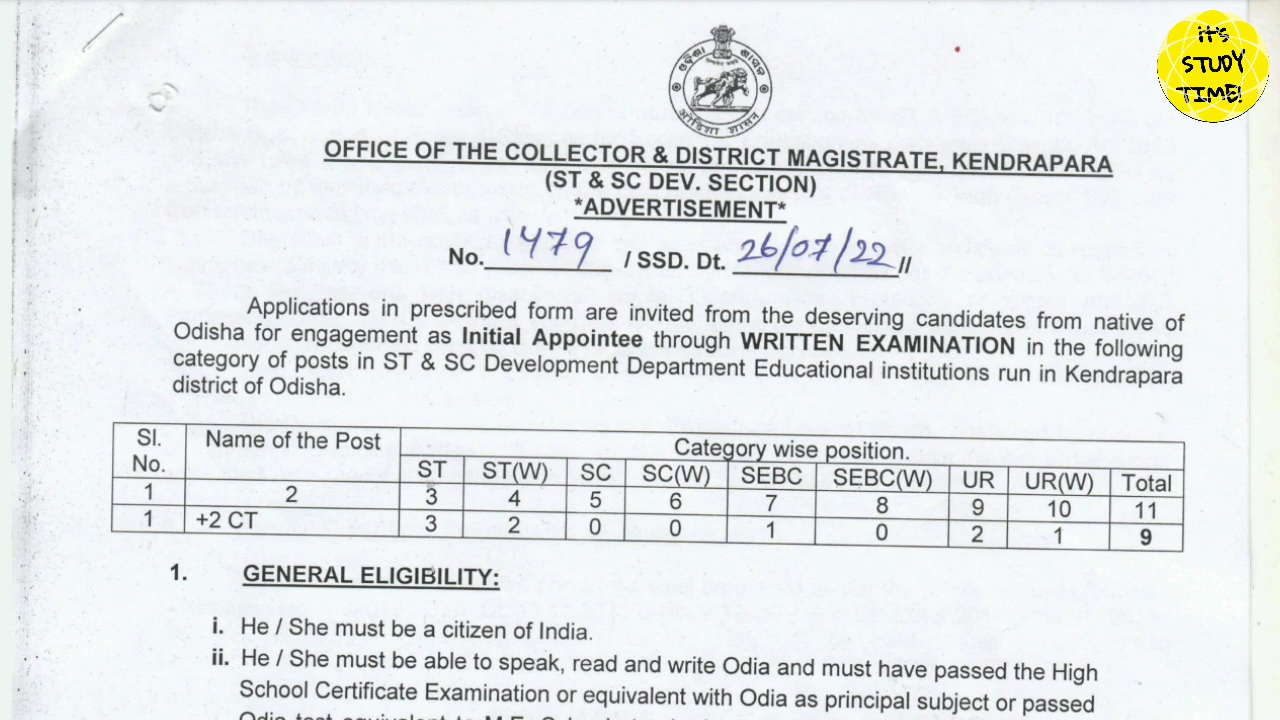 it's
STUDY
TIME!
ଓଡ଼ିଶା ଶାସନ
ओडिशा शासन
OFFICE OF THE COLLECTOR & DISTRICT MAGISTRATE, KENDRAPARA
(ST & SC DEV. SECTION)
*ADVERTISEMENT*
No. 1479 / SSD. Dt. 26/07/22 //
Applications in prescribed form are invited from the deserving candidates from native of
Odisha for engagement as Initial Appointee through WRITTEN EXAMINATION in the following
category of posts in ST & SC Development Department Educational institutions run in Kendrapara
district of Odisha.
Sl. No. Name of the Post Category wise position.
ST ST(W) SC SC(W) SEBC SEBC(W) UR UR(W) Total
1 2 3 4 5 6 7 8 9 10 11
1 +2 CT 3 2 0 0 1 0 2 1 9
1. GENERAL ELIGIBILITY:
i. He / She must be a citizen of India.
ii. He / She must be able to speak, read and write Odia and must have passed the High
School Certificate Examination or equivalent with Odia as principal subject or passed